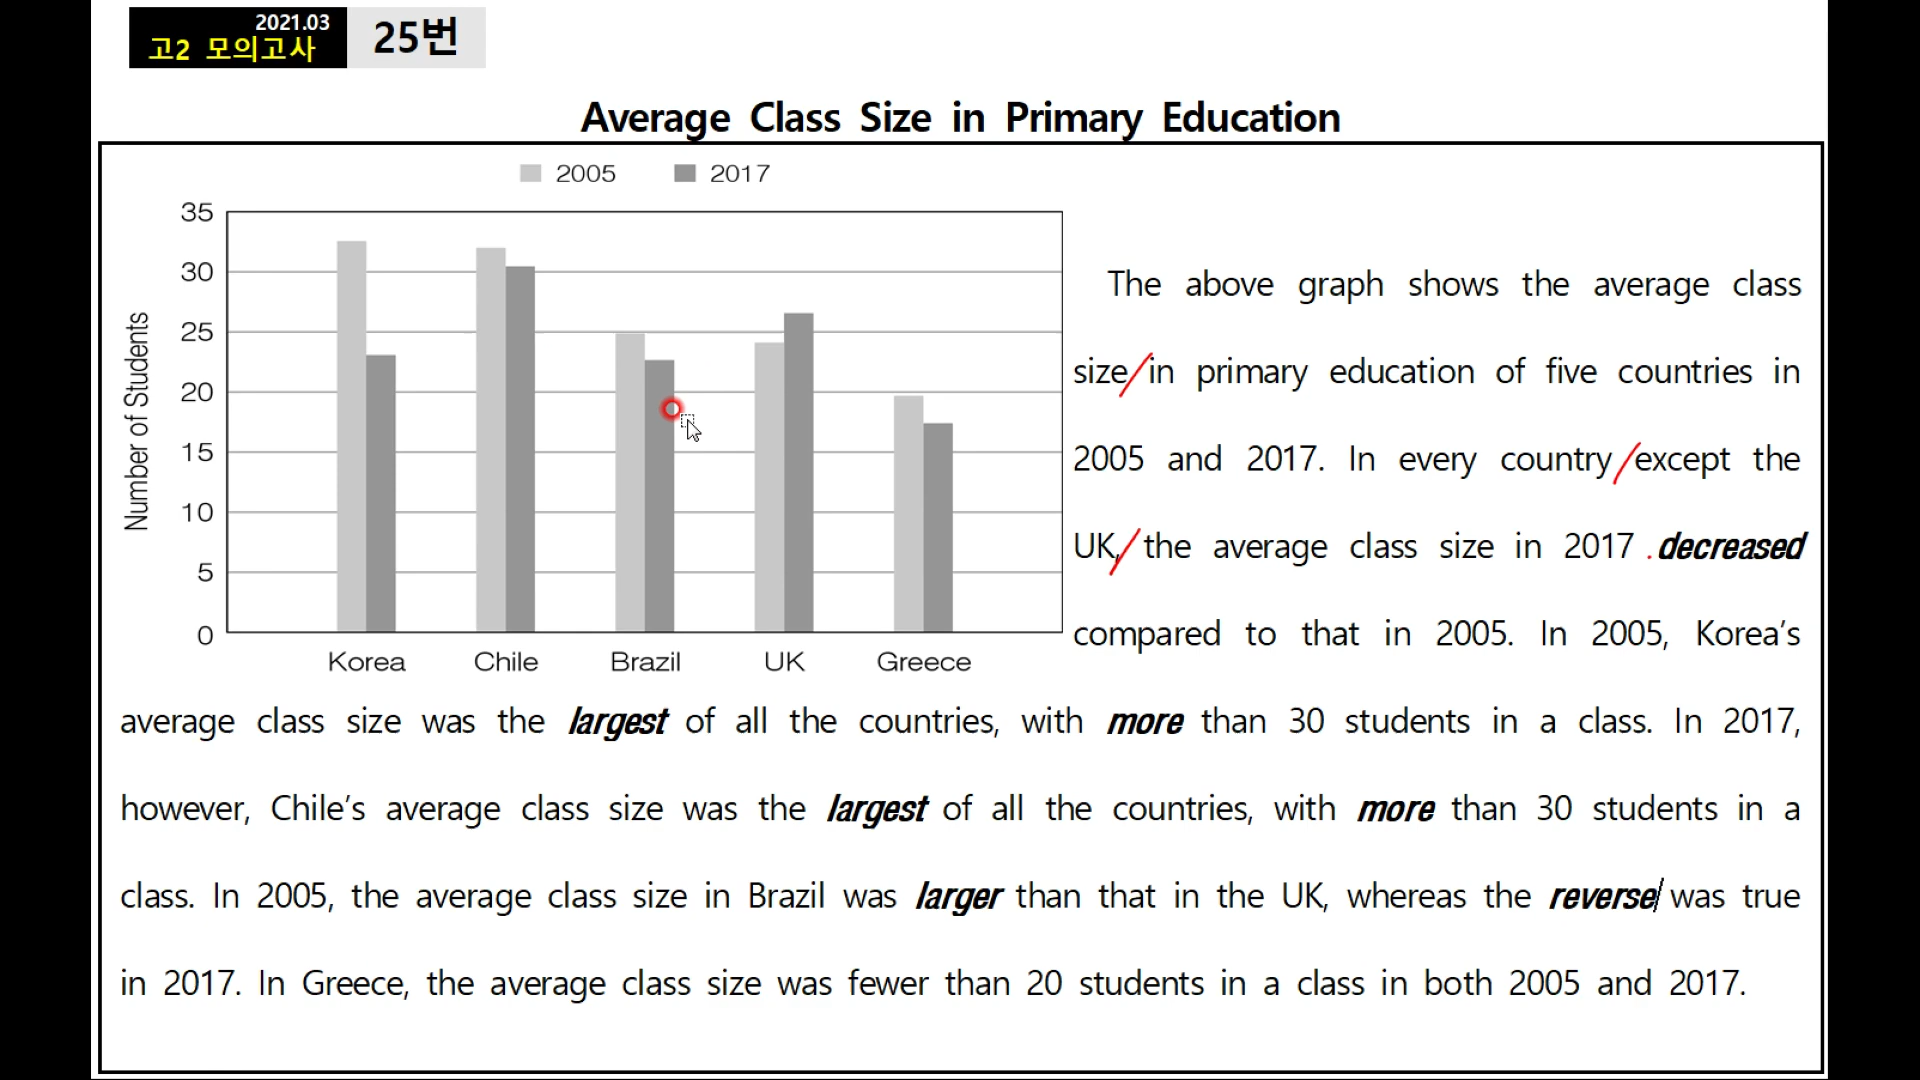 2021.03
고2 모의고사
25번
Average Class Size in Primary Education
2005 2017
35
30
25
20
15
10
5
0
Number of Students
Korea Chile Brazil UK Greece
The above graph shows the average class
size in primary education of five countries in
2005 and 2017. In every country except the
UK, the average class size in 2017 decreased
compared to that in 2005. In 2005, Korea's
average class size was the largest of all the countries, with more than 30 students in a class. In 2017,
however, Chile's average class size was the largest of all the countries, with more than 30 students in a
class. In 2005, the average class size in Brazil was larger than that in the UK, whereas the reverse was true
in 2017. In Greece, the average class size was fewer than 20 students in a class in both 2005 and 2017.